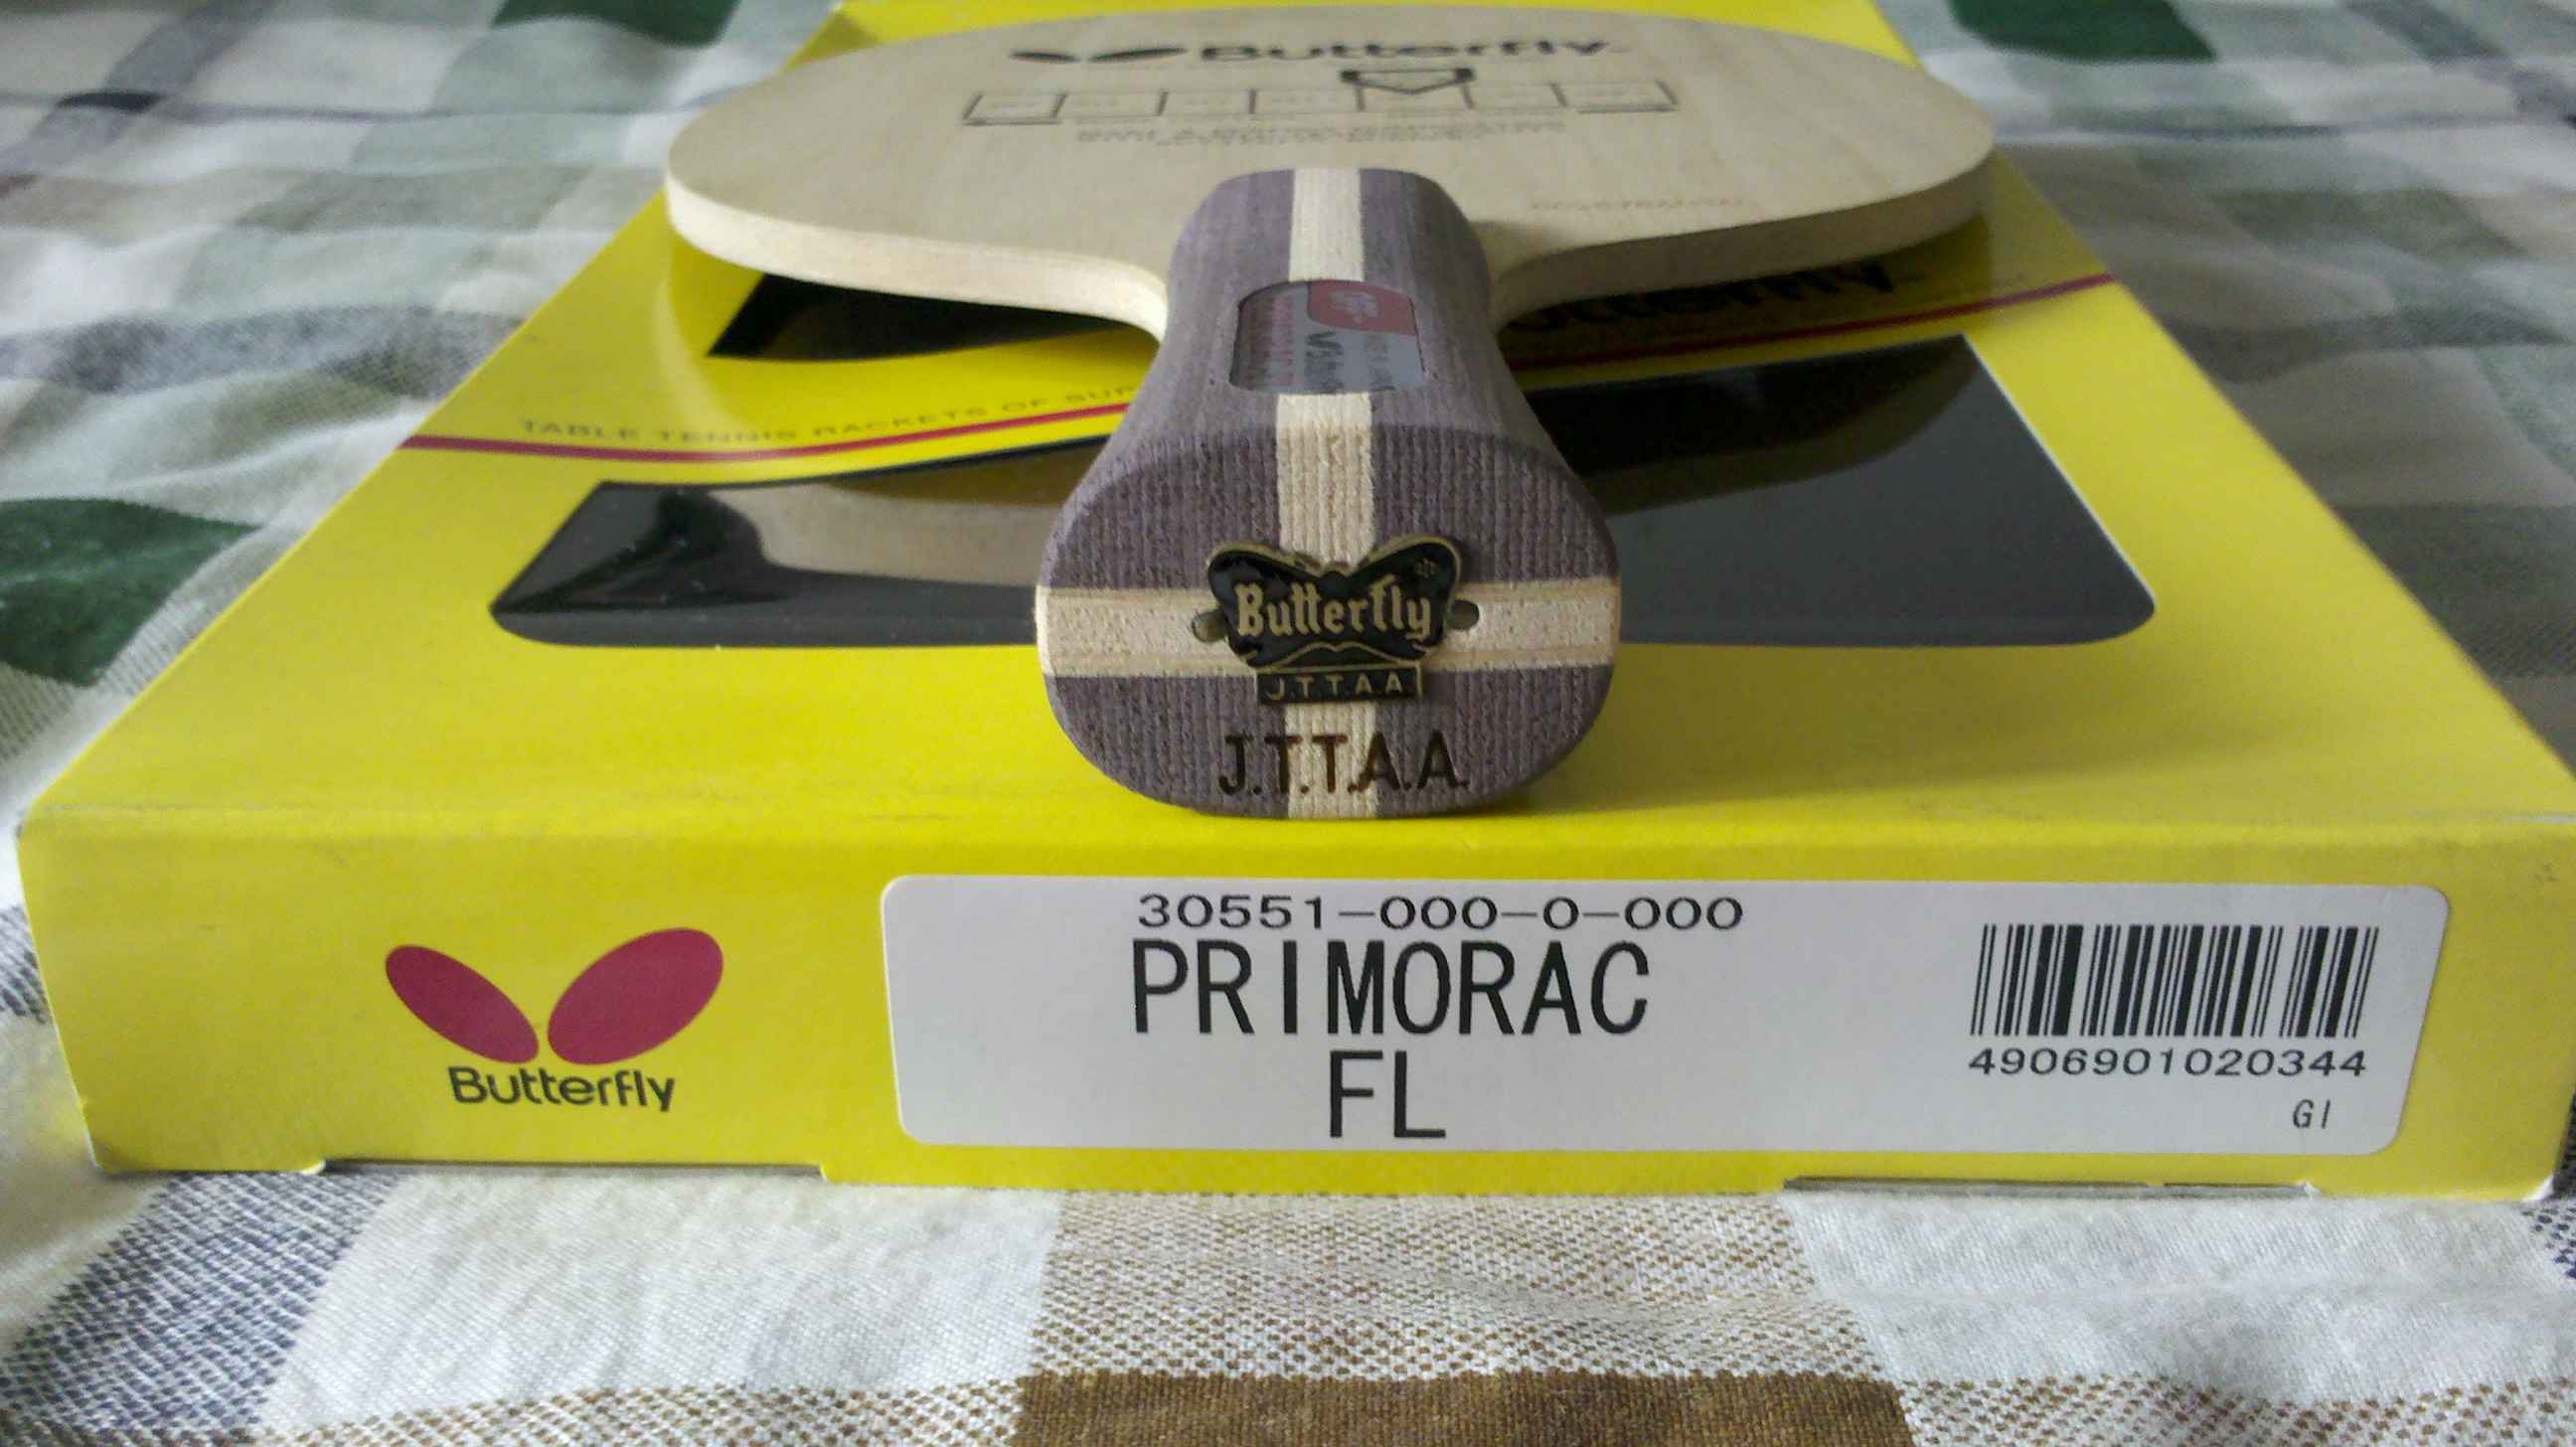 Butterfly
TABLE TENNIS RACKETS OF
Butterfly
J.T.T.A.A.
J.T.T.A.A.
30551-000-0-000
PRIMORAC
FL
Butterfly
4906901020344
GI